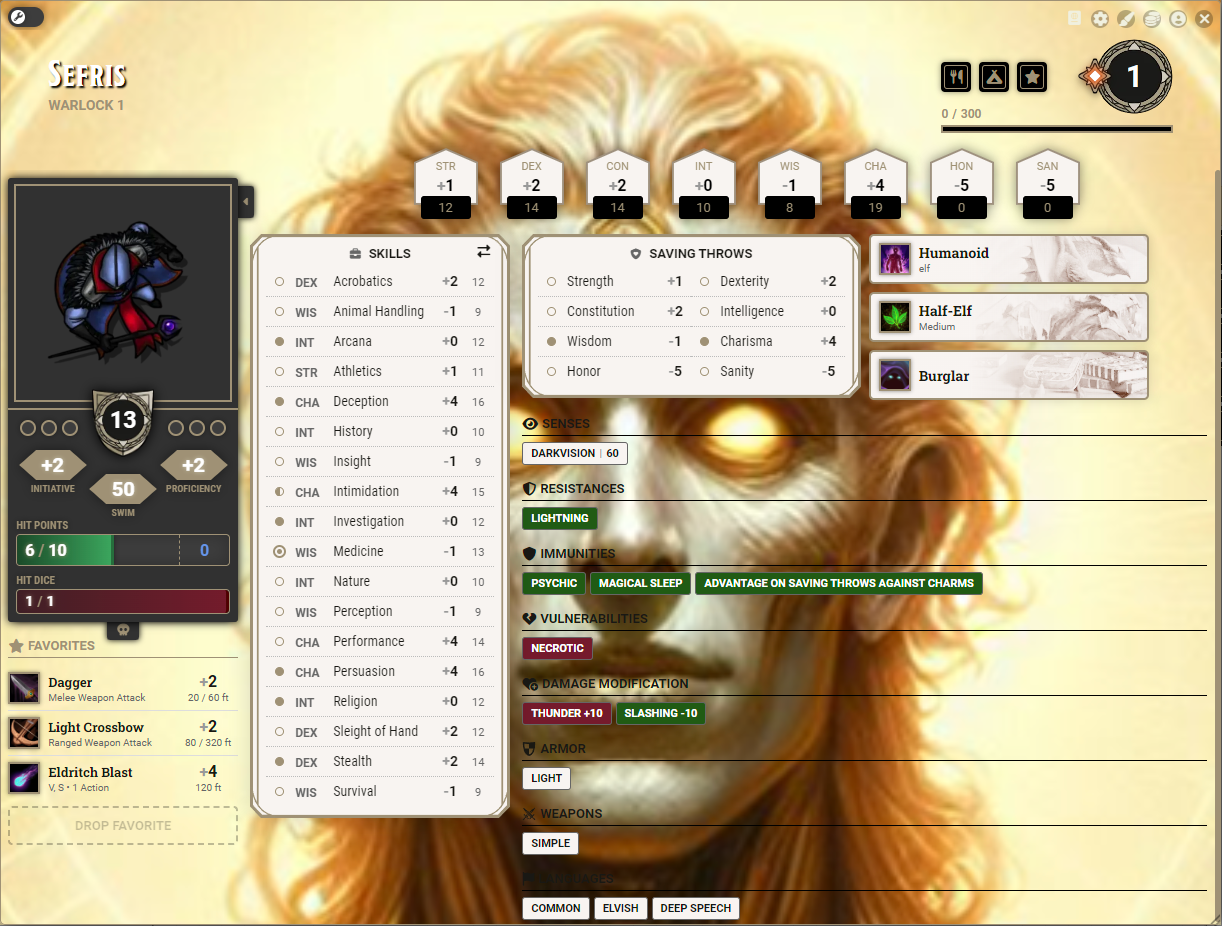 SEFRIS
WARLOCK 1
1
0 / 300
STR DEX CON INT WIS CHA HON SAN
+1 +2 +2 +0 -1 +4 -5 -5
12 14 14 10 8 19 0 0
13
+2 +2
INITIATIVE PROFICIENCY
50
SWIM
HIT POINTS
6 / 10 0
HIT DICE
1 / 1
FAVORITES
Dagger +2
Melee Weapon Attack 20 / 60 ft
Light Crossbow +2
Ranged Weapon Attack 80 / 320 ft
Eldritch Blast +4
V, S • 1 Action 120 ft
DROP FAVORITE
SKILLS
DEX Acrobatics +2 12
WIS Animal Handling -1 9
INT Arcana +0 12
STR Athletics +1 11
CHA Deception +4 16
INT History +0 10
WIS Insight -1 9
CHA Intimidation +4 15
INT Investigation +0 12
WIS Medicine -1 13
INT Nature +0 10
WIS Perception -1 9
CHA Performance +4 14
CHA Persuasion +4 16
INT Religion +0 12
DEX Sleight of Hand +2 12
DEX Stealth +2 14
WIS Survival -1 9
SAVING THROWS
Strength +1 Dexterity +2
Constitution +2 Intelligence +0
Wisdom -1 Charisma +4
Honor -5 Sanity -5
Humanoid
elf
Half-Elf
Medium
Burglar
SENSES
DARKVISION | 60
RESISTANCES
LIGHTNING
IMMUNITIES
PSYCHIC MAGICAL SLEEP ADVANTAGE ON SAVING THROWS AGAINST CHARMS
VULNERABILITIES
NECROTIC
DAMAGE MODIFICATION
THUNDER +10 SLASHING -10
ARMOR
LIGHT
WEAPONS
SIMPLE
COMMON ELVISH DEEP SPEECH